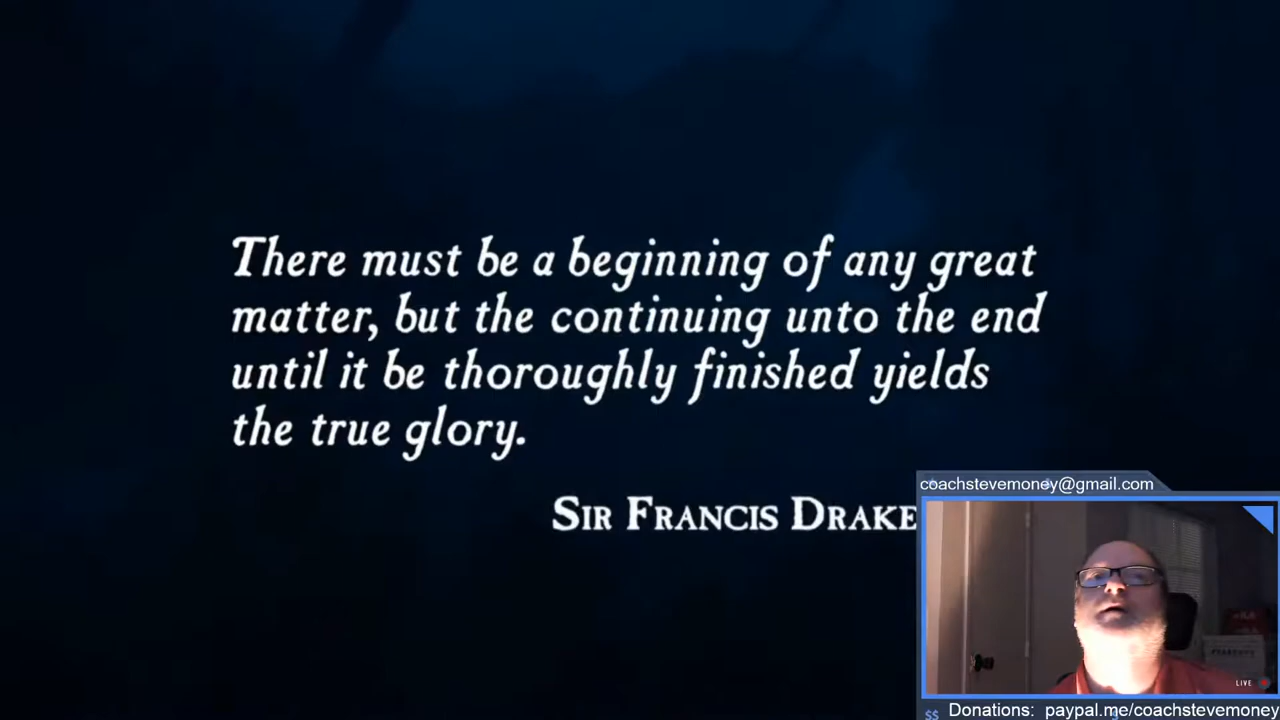 There must be a beginning of any great
matter, but the continuing unto the end
until it be thoroughly finished yields
the true glory.
SIR FRANCIS DRAKE
coachstevemoney@gmail.com
LIVE
$$ Donations: paypal.me/coachstevemoney